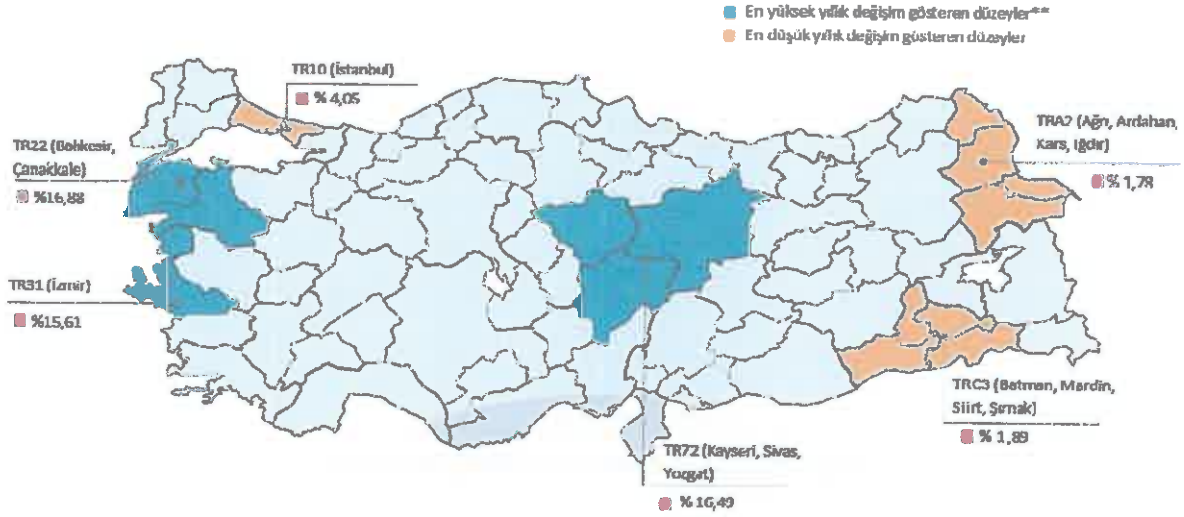 En yüksek yıllık değişim gösteren düzeyler**
En düşük yıllık değişim gösteren düzeyler
TR10 (İstanbul)
% 4,05
TR22 (Balıkesir,
Çanakkale)
%16,88
TRA2 (Ağrı, Ardahan,
Kars, Iğdır)
% 1,78
TR31 (İzmir)
%15,61
TRC3 (Batman, Mardin,
Siirt, Şırnak)
% 1,89
TR72 (Kayseri, Sivas,
Yozgat)
% 16,49